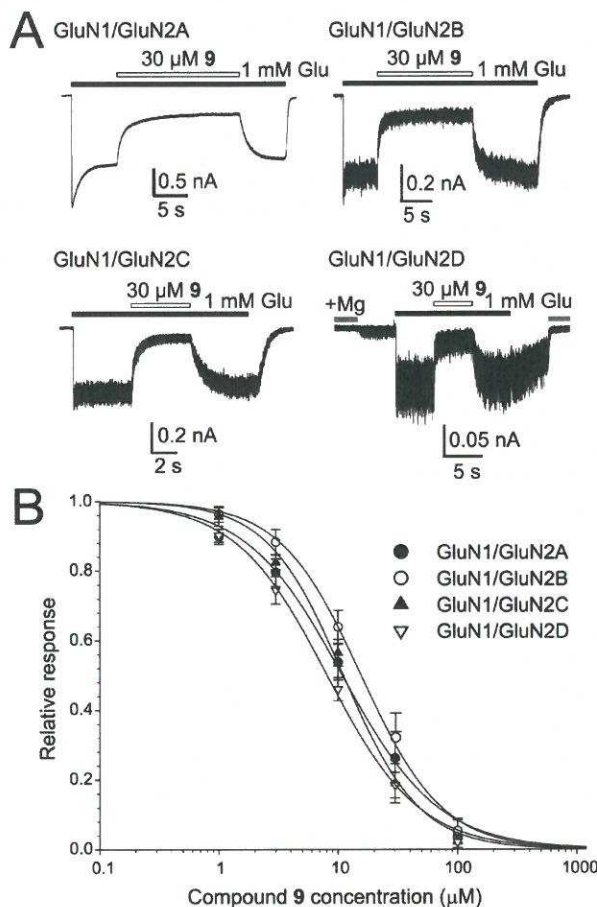 A
GluN1/GluN2A
30 µM 9
1 mM Glu
0.5 nA
5 s
GluN1/GluN2B
30 µM 9
1 mM Glu
0.2 nA
5 s
GluN1/GluN2C
30 µM 9
1 mM Glu
0.2 nA
2 s
GluN1/GluN2D
30 µM 9
+Mg
1 mM Glu
0.05 nA
5 s
B
1.0
0.8
0.6
0.4
0.2
0.0
Relative response
GluN1/GluN2A
GluN1/GluN2B
GluN1/GluN2C
GluN1/GluN2D
0.1 1 10 100 1000
Compound 9 concentration (µM)